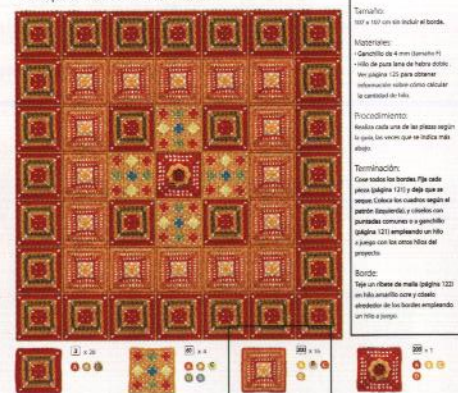 Tamaño:
107 x 107 cm sin incluir el borde.
Materiales:
• Ganchillo de 4 mm (tamaño F)
• Hilo de pura lana de hebra doble.
Ver página 125 para obtener
información sobre cómo calcular
la cantidad de hilo.
Procedimiento:
Realiza cada una de las piezas según
la guía, las veces que se indica más
abajo.
Terminación:
Cose todos los bordes. Fija cada
pieza (página 121) y deja que se
seque. Coloca los cuadros según el
patrón (izquierda), y cóselos con
puntadas comunes o a ganchillo
(página 121) empleando un hilo
a juego con los otros hilos del
proyecto.
Borde:
Teje un ribete de malla (página 122)
en hilo amarillo ocre y cóselo
alrededor de los bordes empleando
un hilo a juego.
x 28
x 4
x 16
x 1